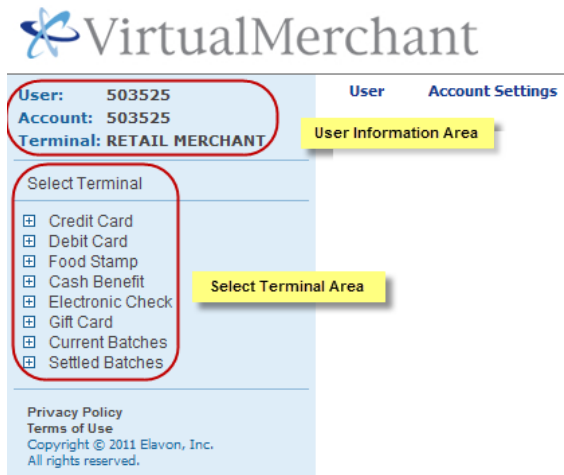 VirtualMerchant
User: 503525
Account: 503525
Terminal: RETAIL MERCHANT
User Account Settings
User Information Area
Select Terminal
Credit Card
Debit Card
Food Stamp
Cash Benefit
Electronic Check
Gift Card
Current Batches
Settled Batches
Select Terminal Area
Privacy Policy
Terms of Use
Copyright © 2011 Elavon, Inc.
All rights reserved.